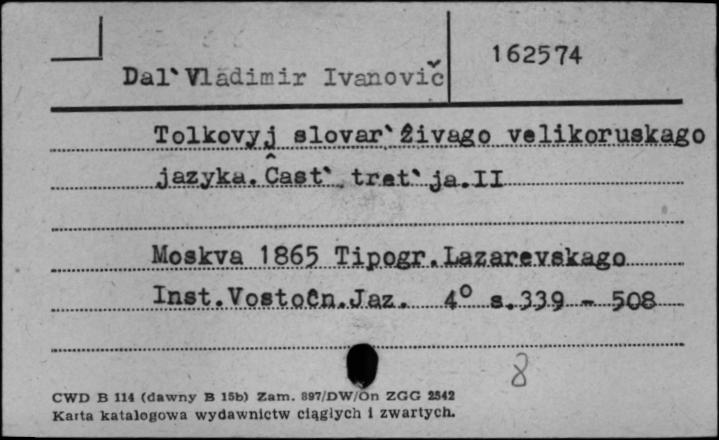 162574
Dal` Vladimir Ivanovič
Tolkovyj slovar` živago velikoruskago
jazyka. Čast` tret`ja.II
Moskva 1865 Tipogr.Lazarevskago
Inst.Vostočn.Jaz. 4° s.339 - 508
8
CWD B 114 (dawny B 15b) Zam. 897/DW/On ZGG 2542
Karta katalogowa wydawnictw ciągłych i zwartych.